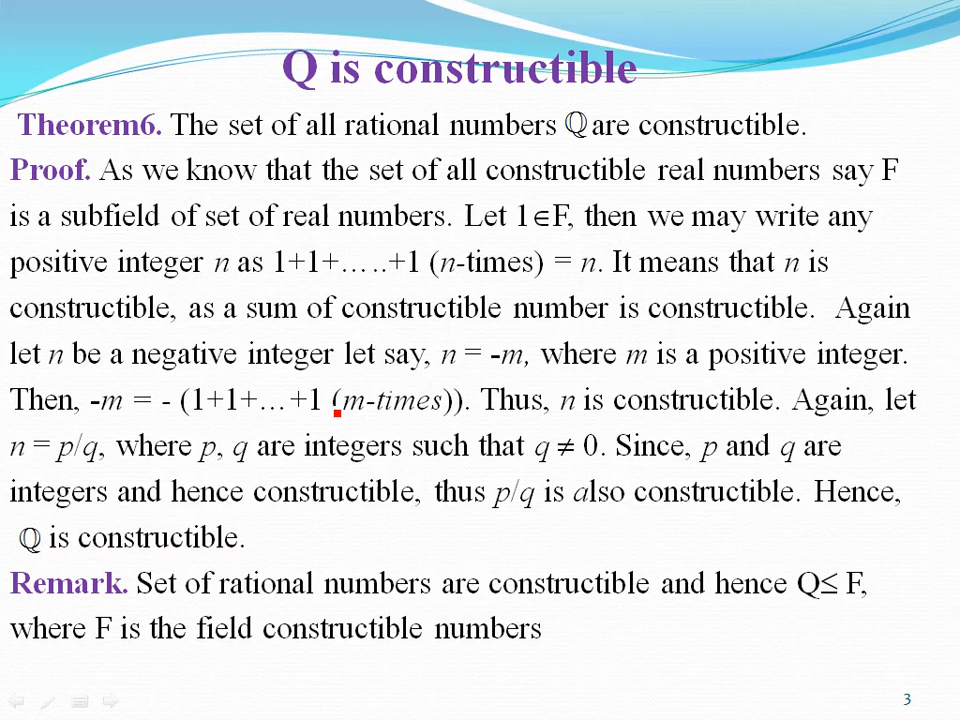 Q is constructible
Theorem6. The set of all rational numbers ℚ are constructible.
Proof. As we know that the set of all constructible real numbers say F
is a subfield of set of real numbers. Let 1∈F, then we may write any
positive integer n as 1+1+…..+1 (n-times) = n. It means that n is
constructible, as a sum of constructible number is constructible. Again
let n be a negative integer let say, n = -m, where m is a positive integer.
Then, -m = - (1+1+…+1 (m-times)). Thus, n is constructible. Again, let
n = p/q, where p, q are integers such that q ≠ 0. Since, p and q are
integers and hence constructible, thus p/q is also constructible. Hence,
ℚ is constructible.
Remark. Set of rational numbers are constructible and hence Q≤ F,
where F is the field constructible numbers
3